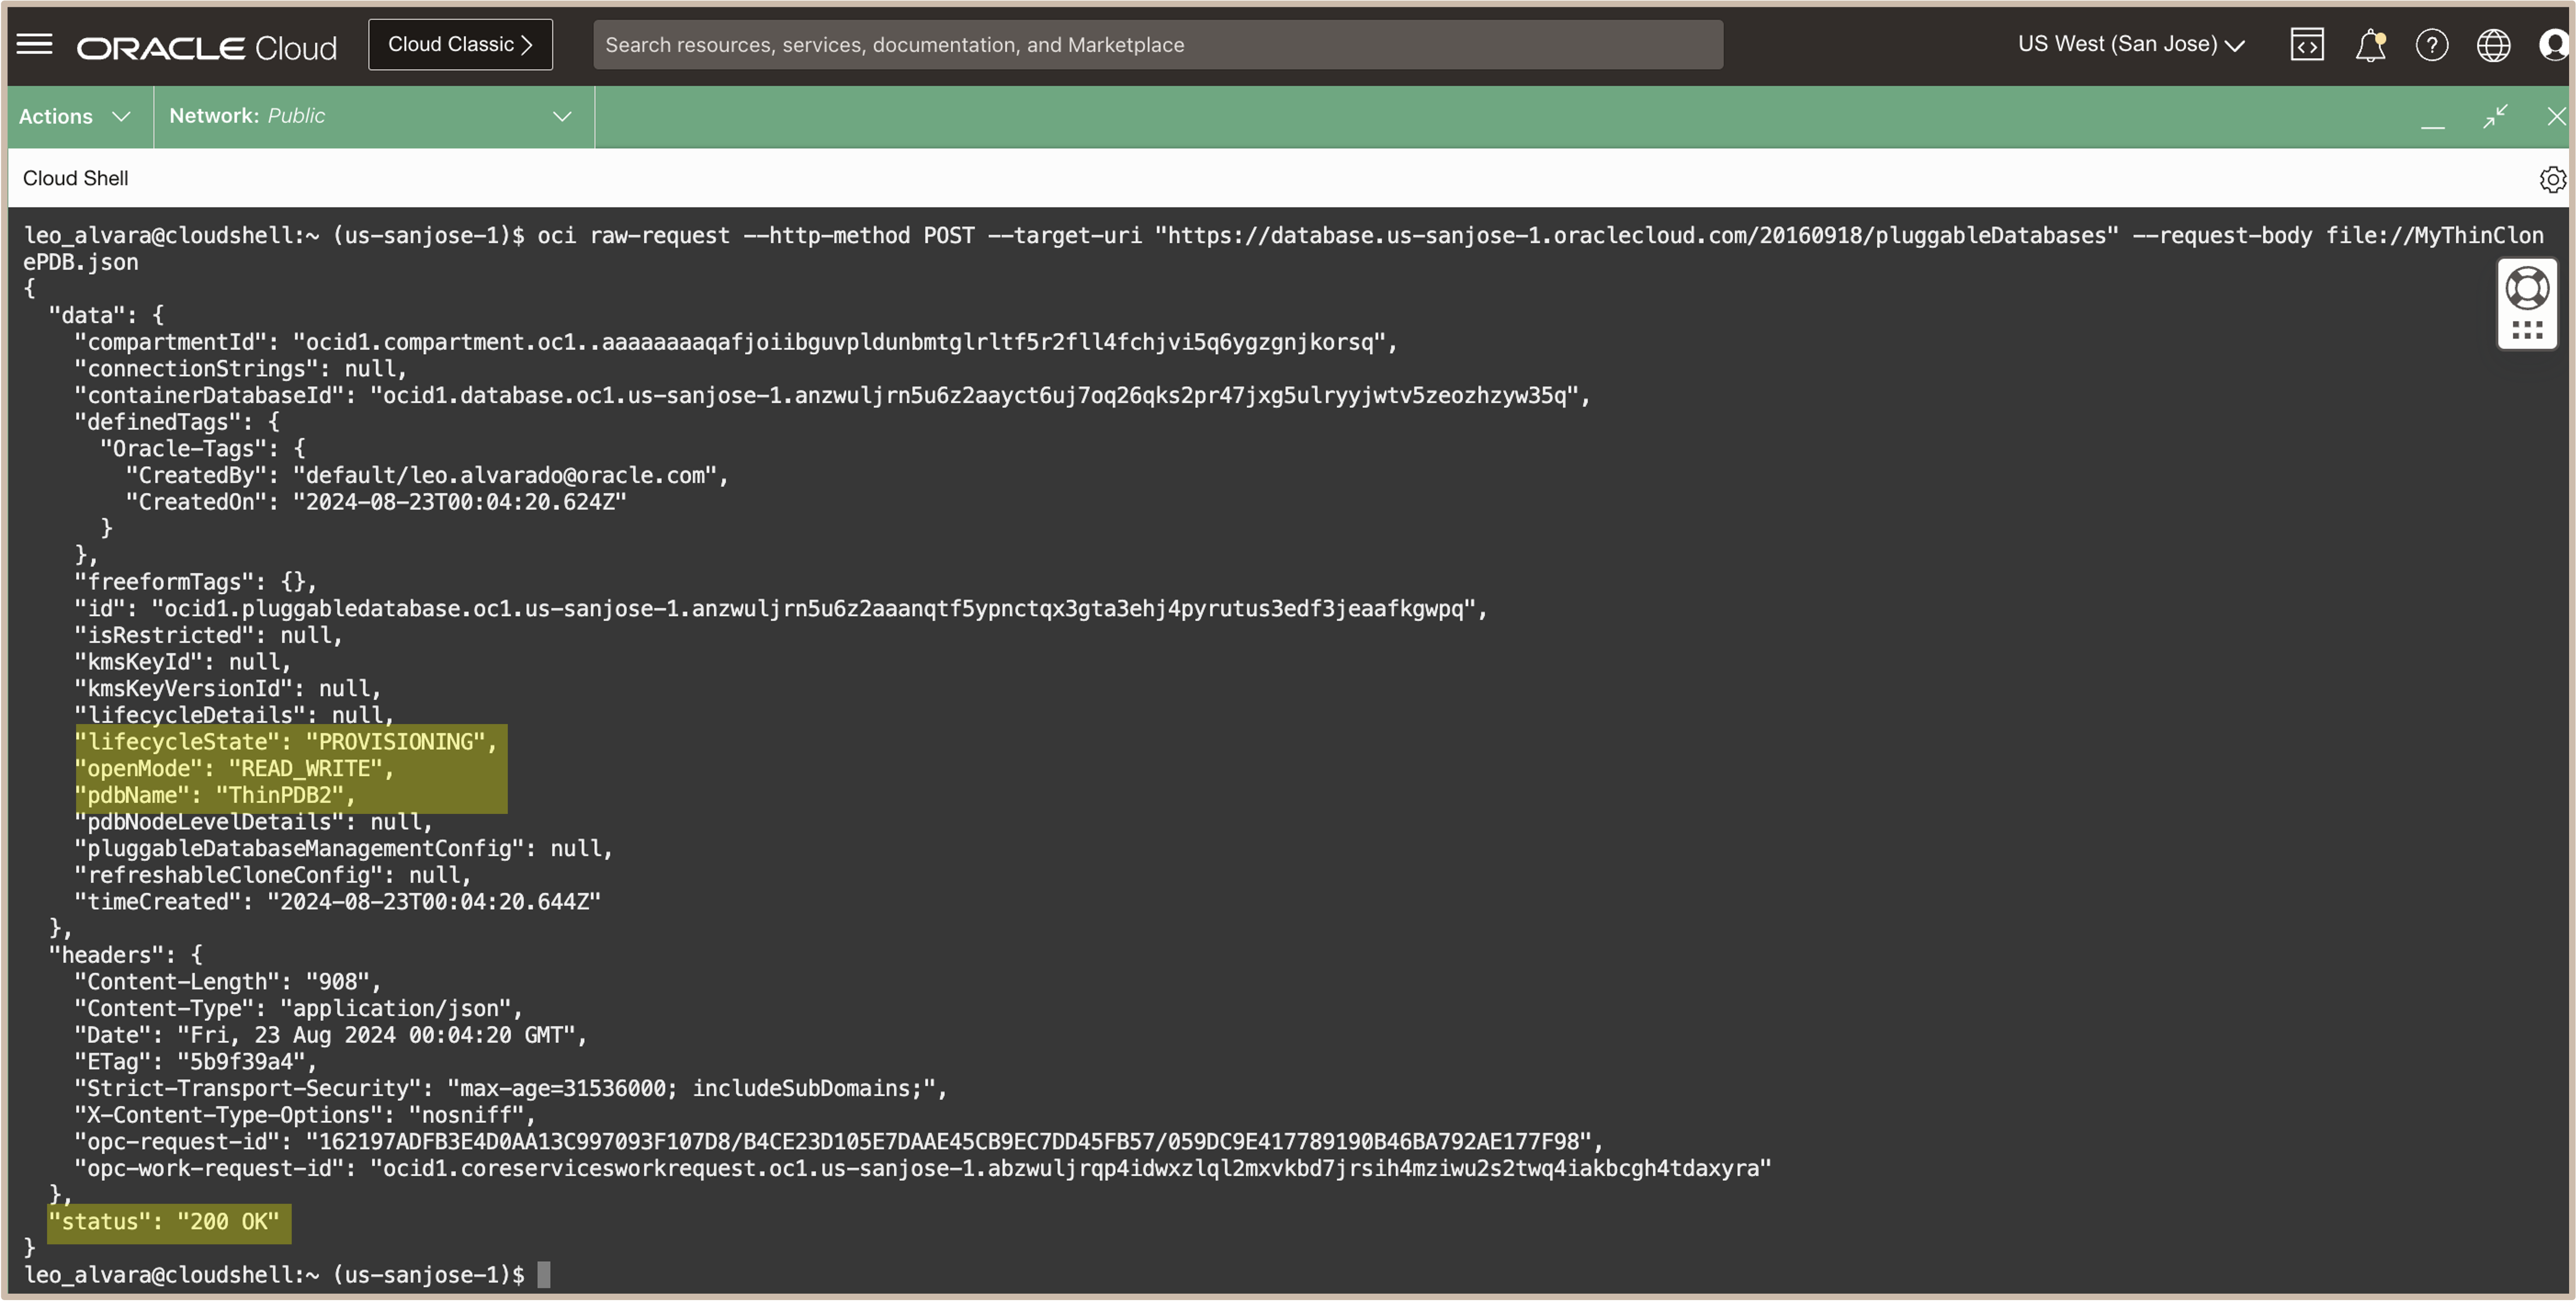 ORACLE Cloud
Cloud Classic >
Search resources, services, documentation, and Marketplace
US West (San Jose)
Actions
Network: Public
Cloud Shell
leo_alvara@cloudshell:~ (us-sanjose-1)$ oci raw-request --http-method POST --target-uri "https://database.us-sanjose-1.oraclecloud.com/20160918/pluggableDatabases" --request-body file://MyThinClon
ePDB.json
{
  "data": {
    "compartmentId": "ocid1.compartment.oc1..aaaaaaaaqafjoiibguvpldunbmtglrltf5r2fll4fchjvi5q6ygzgnjkorsq",
    "connectionStrings": null,
    "containerDatabaseId": "ocid1.database.oc1.us-sanjose-1.anzwuljrn5u6z2aayct6uj7oq26qks2pr47jxg5ulryyjwtv5zeozhzyw35q",
    "definedTags": {
      "Oracle-Tags": {
        "CreatedBy": "default/leo.alvarado@oracle.com",
        "CreatedOn": "2024-08-23T00:04:20.624Z"
      }
    },
    "freeformTags": {},
    "id": "ocid1.pluggabledatabase.oc1.us-sanjose-1.anzwuljrn5u6z2aaanqtf5ypnctqx3gta3ehj4pyrutus3edf3jeaafkgwpq",
    "isRestricted": null,
    "kmsKeyId": null,
    "kmsKeyVersionId": null,
    "lifecycleDetails": null,
    "lifecycleState": "PROVISIONING",
    "openMode": "READ_WRITE",
    "pdbName": "ThinPDB2",
    "pdbNodeLevelDetails": null,
    "pluggableDatabaseManagementConfig": null,
    "refreshableCloneConfig": null,
    "timeCreated": "2024-08-23T00:04:20.644Z"
  },
  "headers": {
    "Content-Length": "908",
    "Content-Type": "application/json",
    "Date": "Fri, 23 Aug 2024 00:04:20 GMT",
    "ETag": "5b9f39a4",
    "Strict-Transport-Security": "max-age=31536000; includeSubDomains;",
    "X-Content-Type-Options": "nosniff",
    "opc-request-id": "162197ADFB3E4D0AA13C997093F107D8/B4CE23D105E7DAAE45CB9EC7DD45FB57/059DC9E417789190B46BA792AE177F98",
    "opc-work-request-id": "ocid1.coreservicesworkrequest.oc1.us-sanjose-1.abzwuljrqp4idwxzlql2mxvkbd7jrsih4mziwu2s2twq4iakbcgh4tdaxyra"
  },
  "status": "200 OK"
}
leo_alvara@cloudshell:~ (us-sanjose-1)$